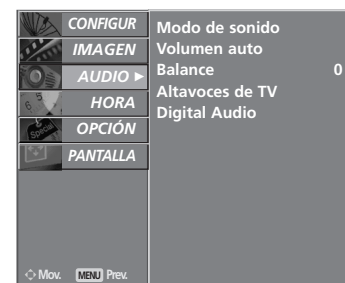 CONFIGUR
IMAGEN
AUDIO ►
HORA
OPCIÓN
PANTALLA
Modo de sonido
Volumen auto
Balance 0
Altavoces de TV
Digital Audio
Mov. MENU Prev.